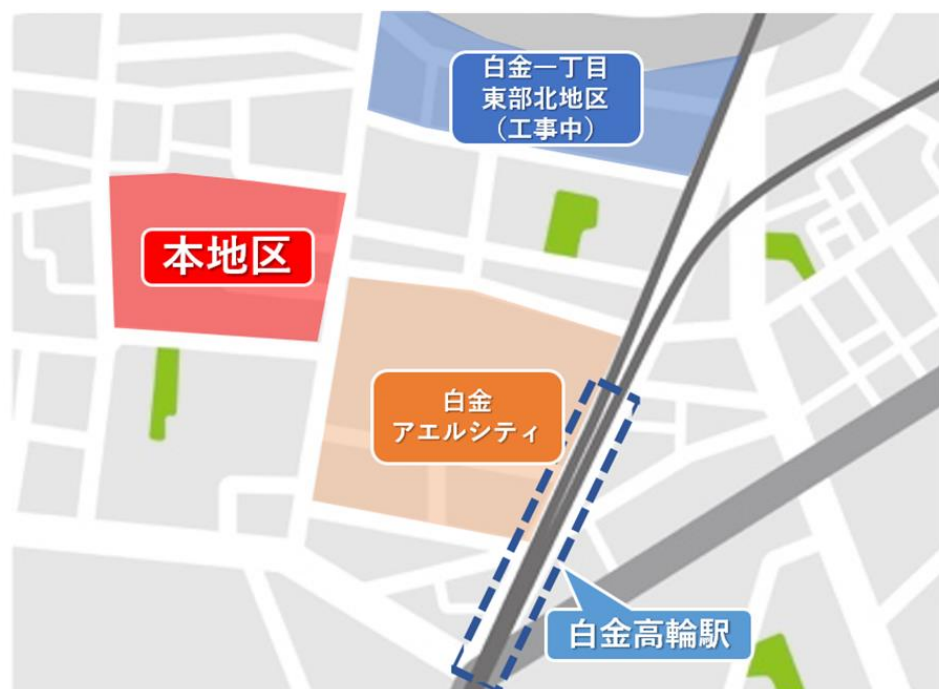 白金一丁目
東部北地区
（工事中）
本地区
白金
アエルシティ
白金高輪駅